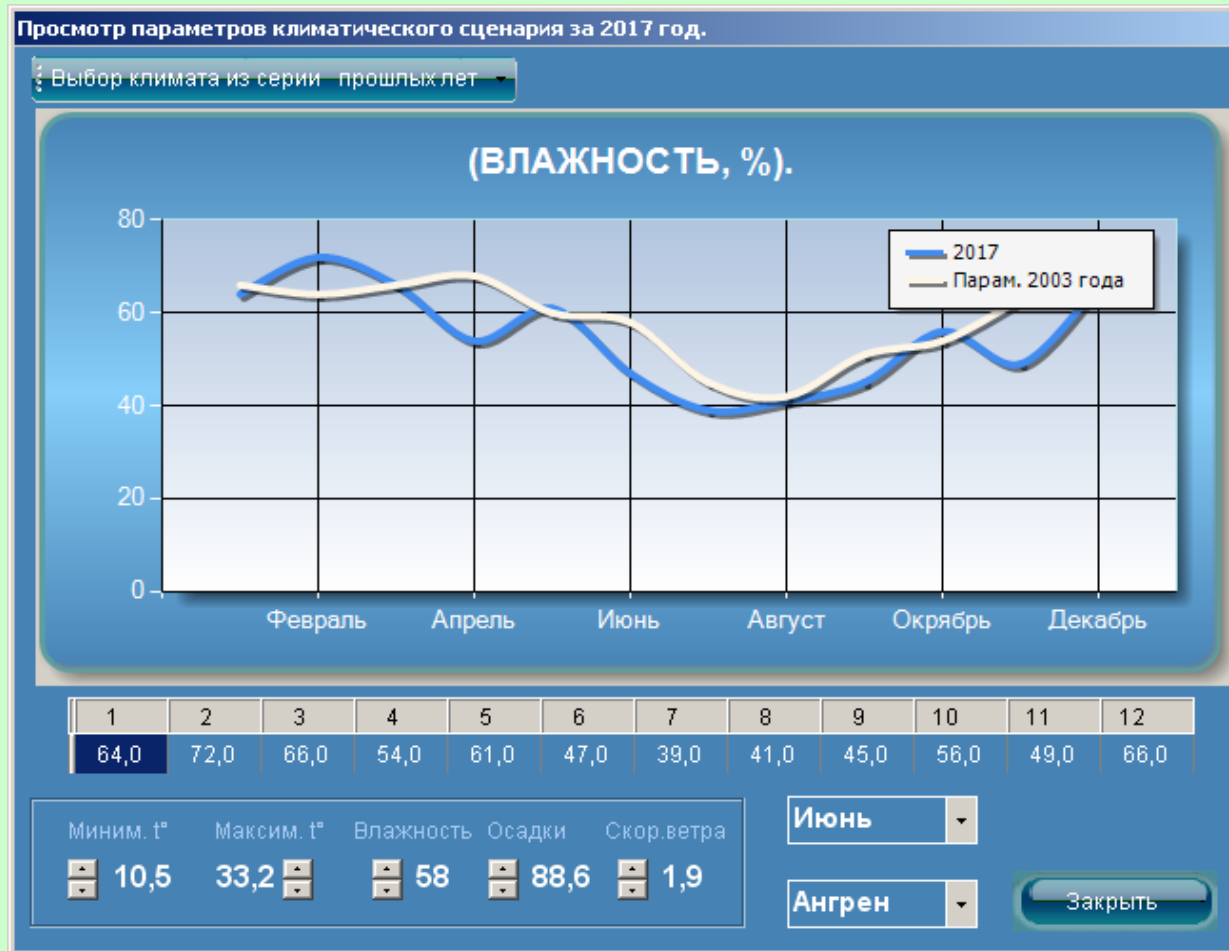 Просмотр параметров климатического сценария за 2017 год.
Выбор климата из серии прошлых лет
(ВЛАЖНОСТЬ, %).
80
60
40
20
0
2017
Парам. 2003 года
Февраль Апрель Июнь Август Окрябрь Декабрь
1 2 3 4 5 6 7 8 9 10 11 12
64,0 72,0 66,0 54,0 61,0 47,0 39,0 41,0 45,0 56,0 49,0 66,0
Миним. t° Максим. t° Влажность Осадки Скор.ветра
10,5 33,2 58 88,6 1,9
Июнь
Ангрен
Закрыть